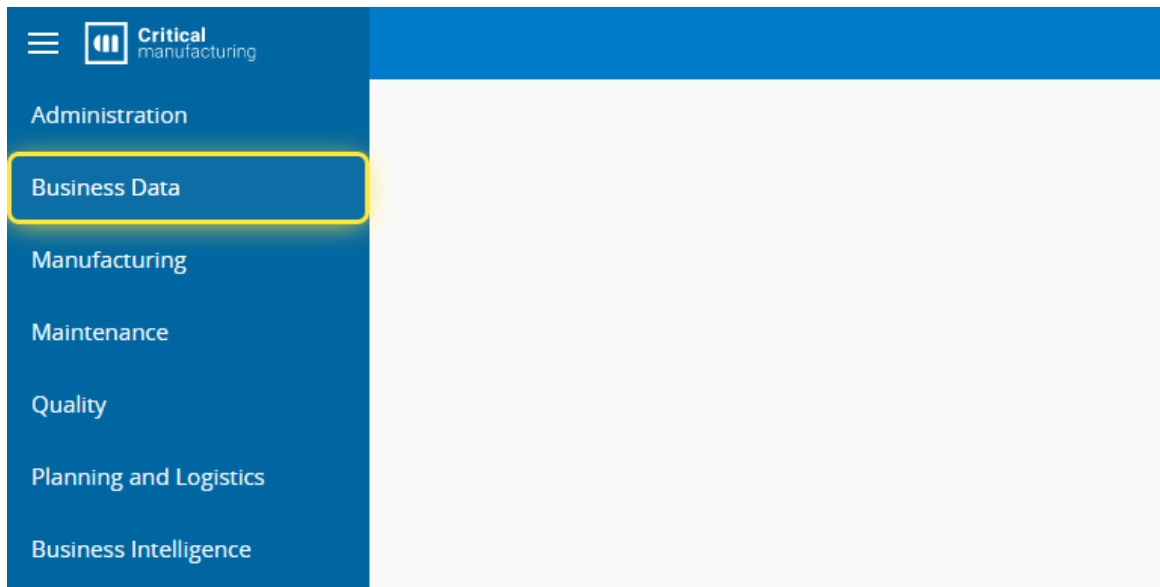 Critical
manufacturing
Administration
Business Data
Manufacturing
Maintenance
Quality
Planning and Logistics
Business Intelligence